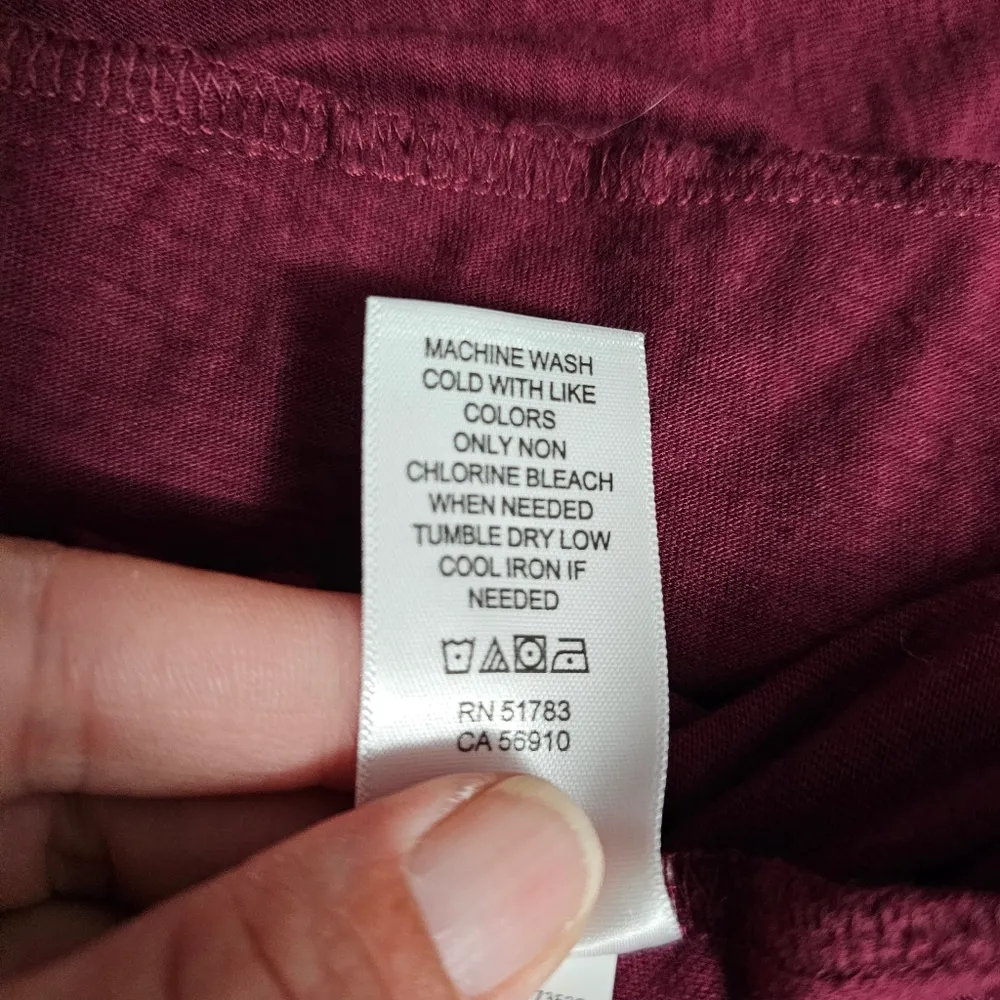 MACHINE WASH
COLD WITH LIKE
COLORS
ONLY NON
CHLORINE BLEACH
WHEN NEEDED
TUMBLE DRY LOW
COOL IRON IF
NEEDED
RN 51783
CA 56910